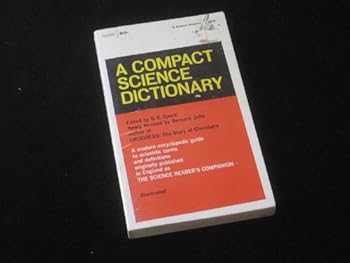 A COMPACT
SCIENCE
DICTIONARY
Edited by G. E. Speck
Newly Revised by Bernard Jaffe
author of
CRUCIBLES: The Story of Chemistry
A modern encyclopedic guide
to scientific terms
and definitions
originally published
in England as
THE SCIENCE READER'S COMPANION
Illustrated